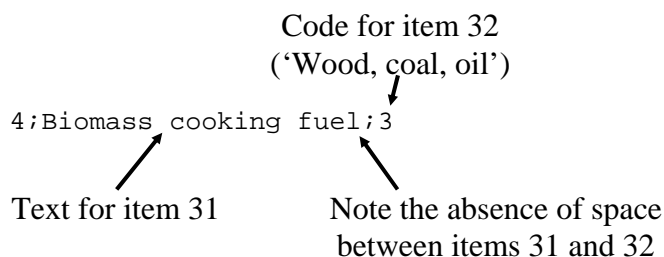 Code for item 32
(‘Wood, coal, oil’)
4;Biomass cooking fuel;3
Text for item 31
Note the absence of space
between items 31 and 32